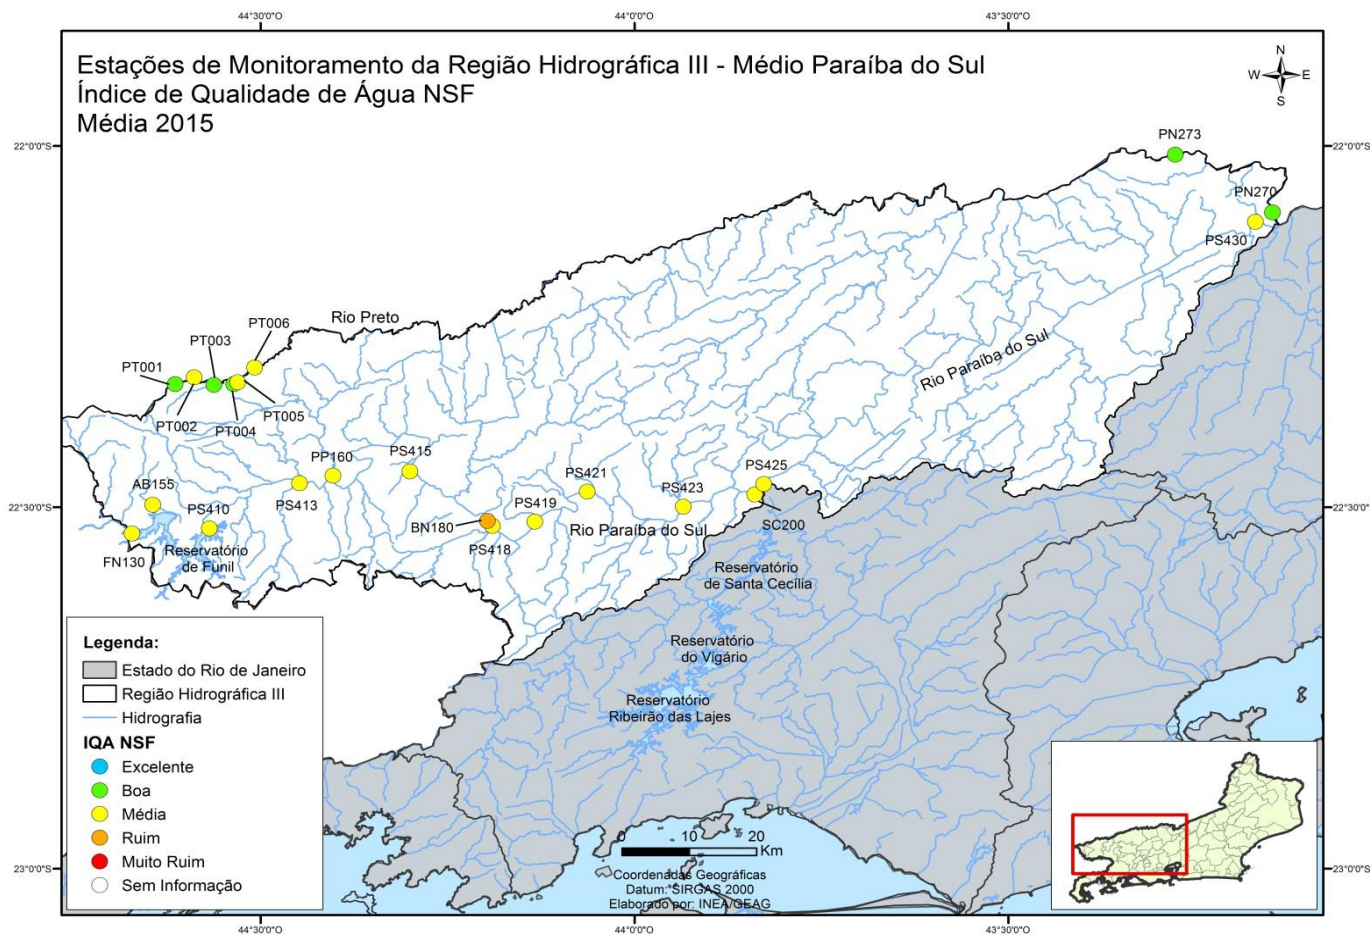 44°30'0"O
44°0'0"O
43°30'0"O
Estações de Monitoramento da Região Hidrográfica III - Médio Paraíba do Sul
Índice de Qualidade de Água NSF
Média 2015
N
W
E
S
22°0'0"S
22°0'0"S
PN273
PN270
PS430
Rio Preto
PT006
PT003
PT001
PT002
PT004
PT005
Rio Paraíba do Sul
PP160
PS415
AB155
PS410
PS413
PS421
PS425
PS423
PS419
BN180
PS418
SC200
22°30'0"S
22°30'0"S
Rio Paraíba do Sul
FN130
Reservatório
de Funil
Reservatório
de Santa Cecília
Reservatório
do Vigário
Reservatório
Ribeirão das Lajes
Legenda:
Estado do Rio de Janeiro
Região Hidrográfica III
Hidrografia
IQA NSF
Excelente
Boa
Média
Ruim
Muito Ruim
Sem Informação
0 10 20
Km
Coordenadas Geográficas
Datum: SIRGAS 2000
Elaborado por: INEA/GEAG
23°0'0"S
23°0'0"S
44°30'0"O
44°0'0"O
43°30'0"O